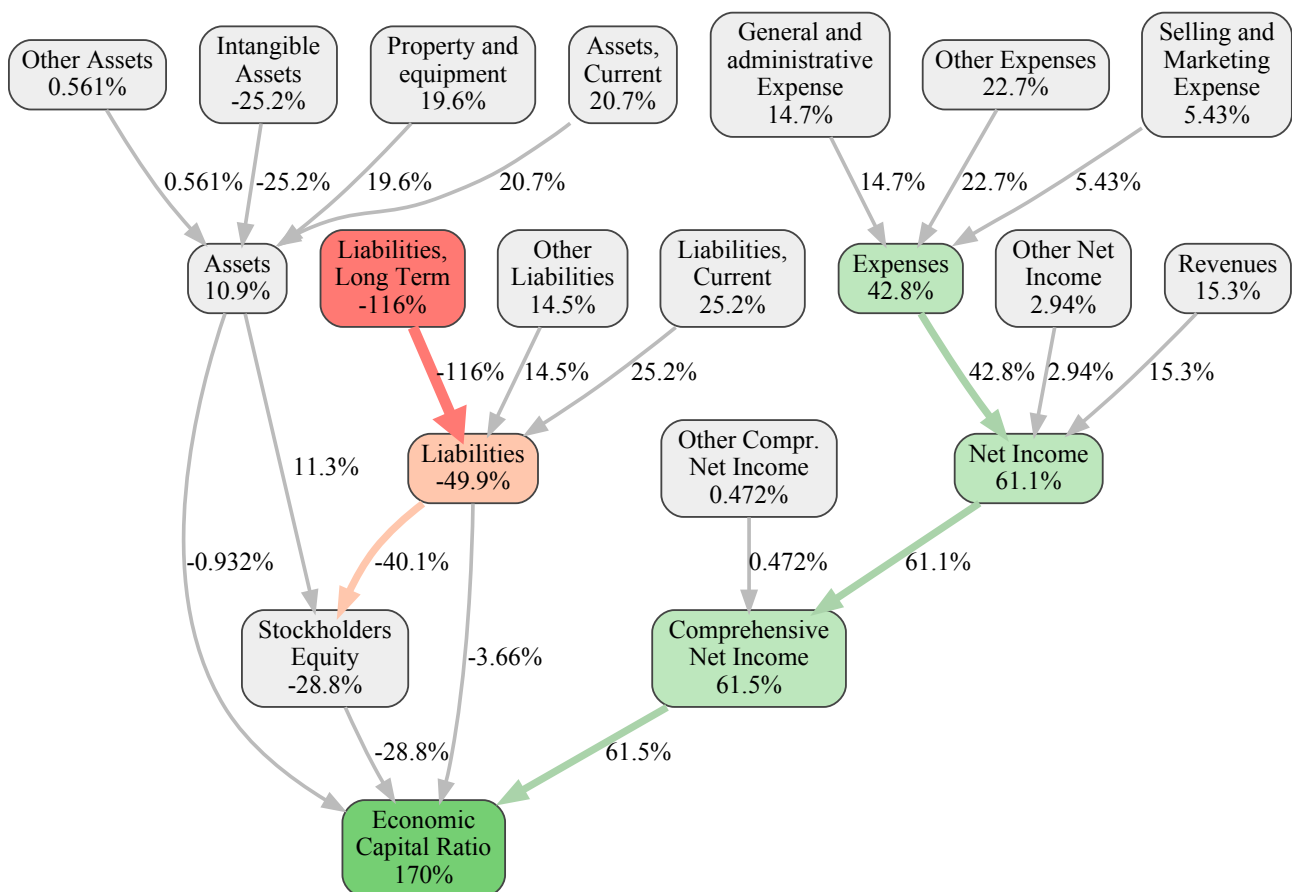 Other Assets
0.561%
Intangible
Assets
-25.2%
Property and
equipment
19.6%
Assets,
Current
20.7%
General and
administrative
Expense
14.7%
Other Expenses
22.7%
Selling and
Marketing
Expense
5.43%
0.561%
-25.2%
19.6%
20.7%
14.7%
22.7%
5.43%
Assets
10.9%
Liabilities,
Long Term
-116%
Other
Liabilities
14.5%
Liabilities,
Current
25.2%
Expenses
42.8%
Other Net
Income
2.94%
Revenues
15.3%
-116%
14.5%
25.2%
42.8%
2.94%
15.3%
11.3%
Liabilities
-49.9%
Other Compr.
Net Income
0.472%
Net Income
61.1%
-0.932%
-40.1%
0.472%
61.1%
Stockholders
Equity
-28.8%
-3.66%
Comprehensive
Net Income
61.5%
-28.8%
61.5%
Economic
Capital Ratio
170%